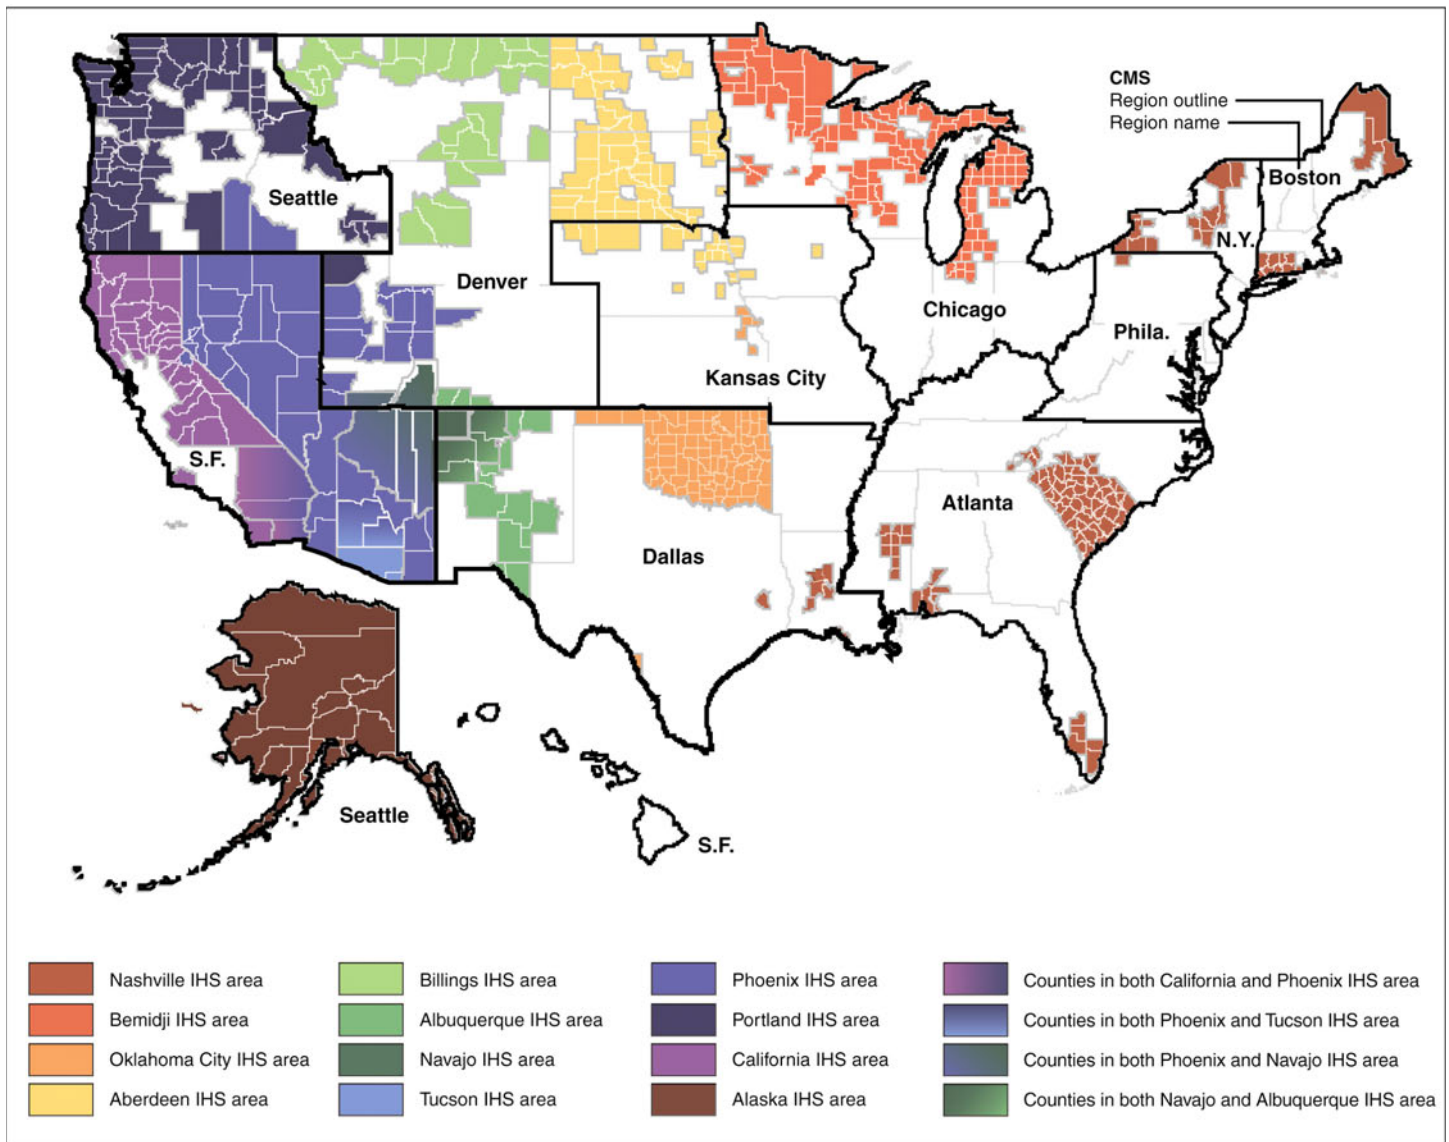 CMS
Region outline
Region name
Boston
Seattle
N.Y.
Denver
Chicago
Phila.
Kansas City
S.F.
Atlanta
Dallas
Seattle
S.F.
Nashville IHS area
Bemidji IHS area
Oklahoma City IHS area
Aberdeen IHS area
Billings IHS area
Albuquerque IHS area
Navajo IHS area
Tucson IHS area
Phoenix IHS area
Portland IHS area
California IHS area
Alaska IHS area
Counties in both California and Phoenix IHS area
Counties in both Phoenix and Tucson IHS area
Counties in both Phoenix and Navajo IHS area
Counties in both Navajo and Albuquerque IHS area